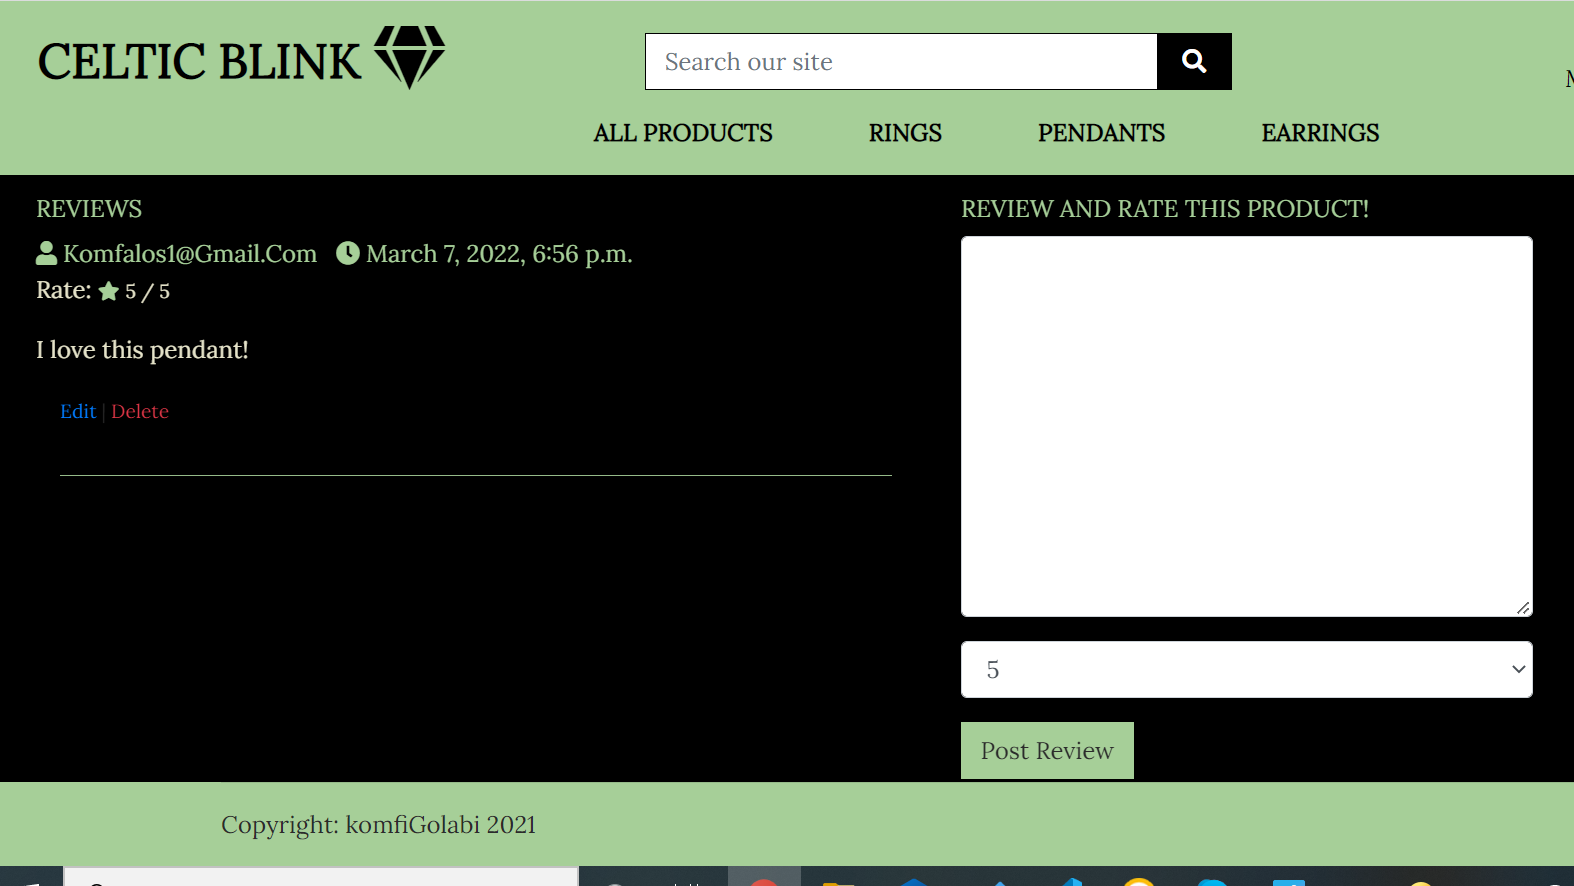 CELTIC BLINK
Search our site
ALL PRODUCTS RINGS PENDANTS EARRINGS
REVIEWS
Komfalos1@Gmail.Com March 7, 2022, 6:56 p.m.
Rate: 5 / 5
I love this pendant!
Edit | Delete
REVIEW AND RATE THIS PRODUCT!
5
Post Review
Copyright: komfiGolabi 2021